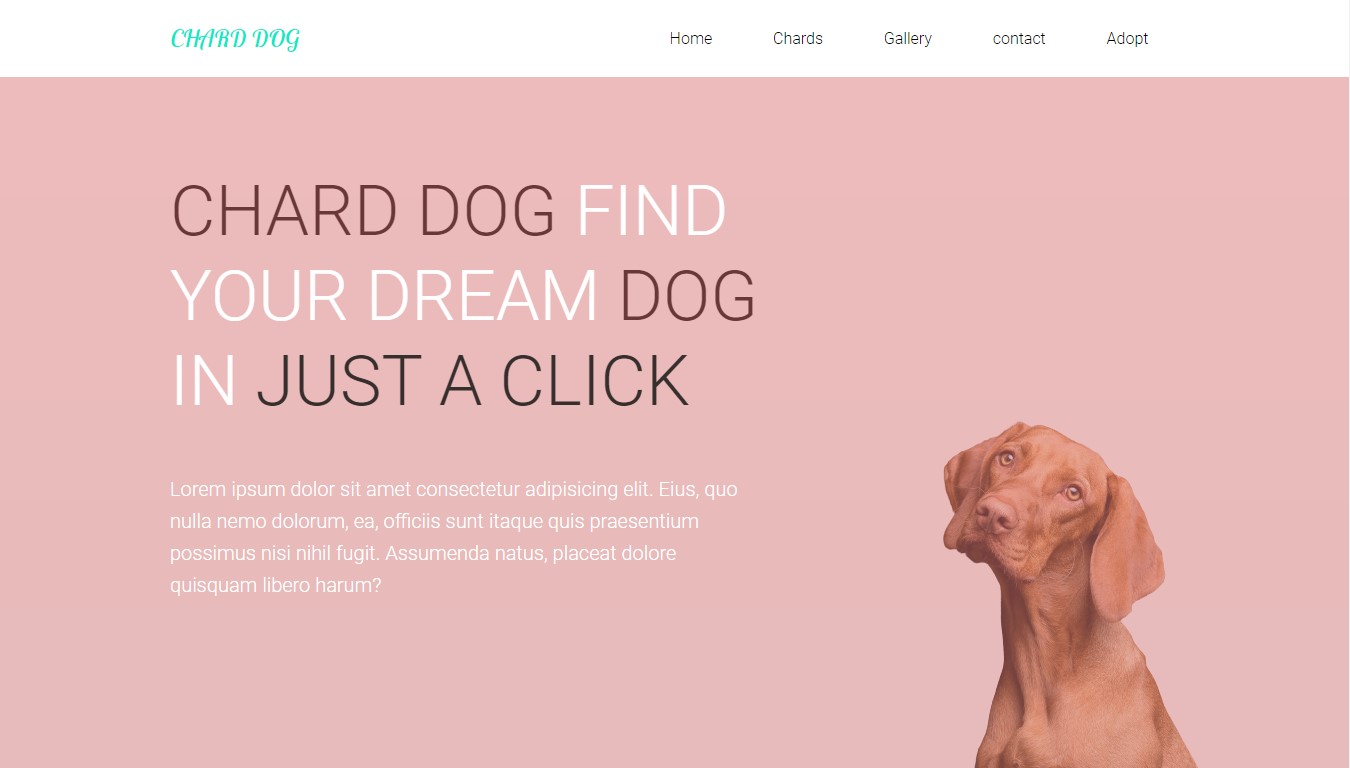 CHARD DOG
Home
Chards
Gallery
contact
Adopt
CHARD DOG FIND
YOUR DREAM DOG
IN JUST A CLICK
Lorem ipsum dolor sit amet consectetur adipisicing elit. Eius, quo
nulla nemo dolorum, ea, officiis sunt itaque quis praesentium
possimus nisi nihil fugit. Assumenda natus, placeat dolore
quisquam libero harum?